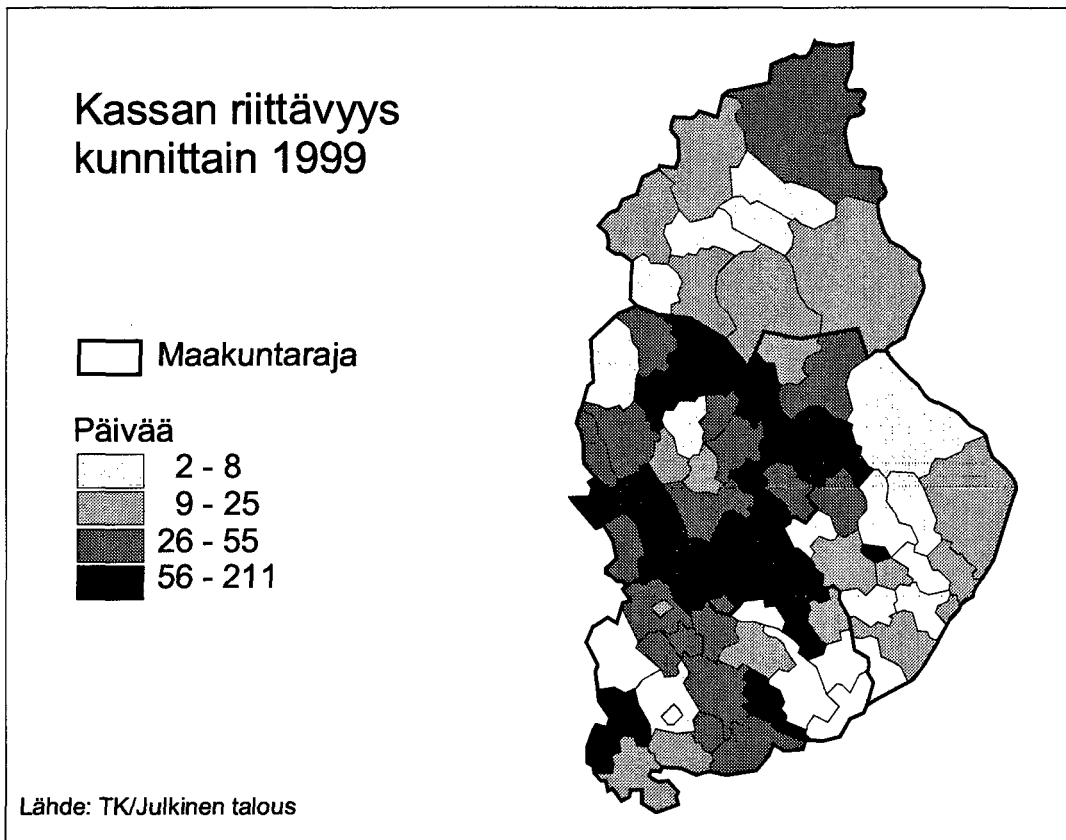 Kassan riittävyys
kunnittain 1999
Maakuntaraja
Päivää
2 - 8
9 - 25
26 - 55
56 - 211
Lähde: TK/Julkinen talous